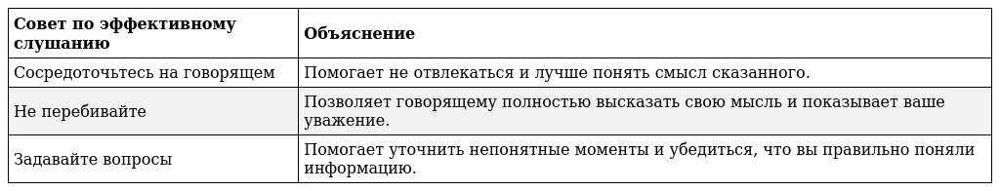 Совет по эффективному
слушанию
Объяснение
Сосредоточьтесь на говорящем
Помогает не отвлекаться и лучше понять смысл сказанного.
Не перебивайте
Позволяет говорящему полностью высказать свою мысль и показывает ваше
уважение.
Задавайте вопросы
Помогает уточнить непонятные моменты и убедиться, что вы правильно поняли
информацию.